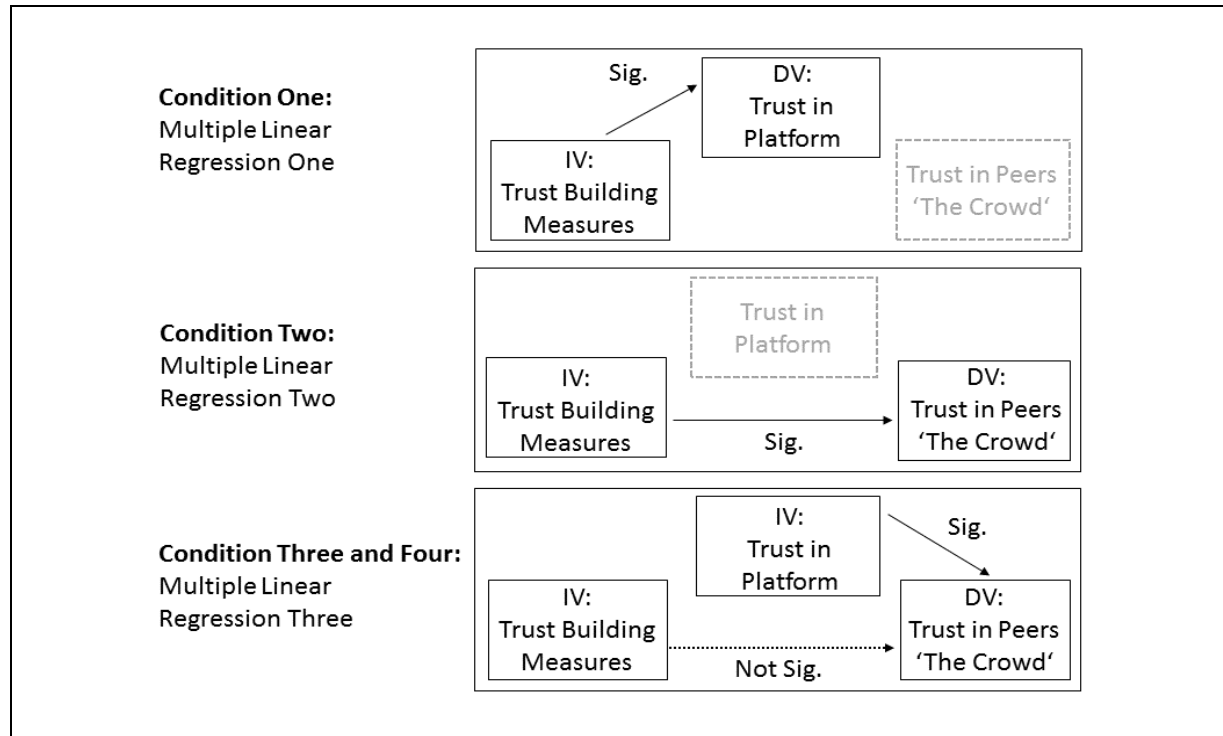 Condition One:
Multiple Linear
Regression One
Sig.
DV:
Trust in
Platform
IV:
Trust Building
Measures
Trust in Peers
‘The Crowd‘
Condition Two:
Multiple Linear
Regression Two
Trust in
Platform
IV:
Trust Building
Measures
Sig.
DV:
Trust in Peers
‘The Crowd‘
Condition Three and Four:
Multiple Linear
Regression Three
IV:
Trust in
Platform
Sig.
IV:
Trust Building
Measures
Not Sig.
DV:
Trust in Peers
‘The Crowd‘